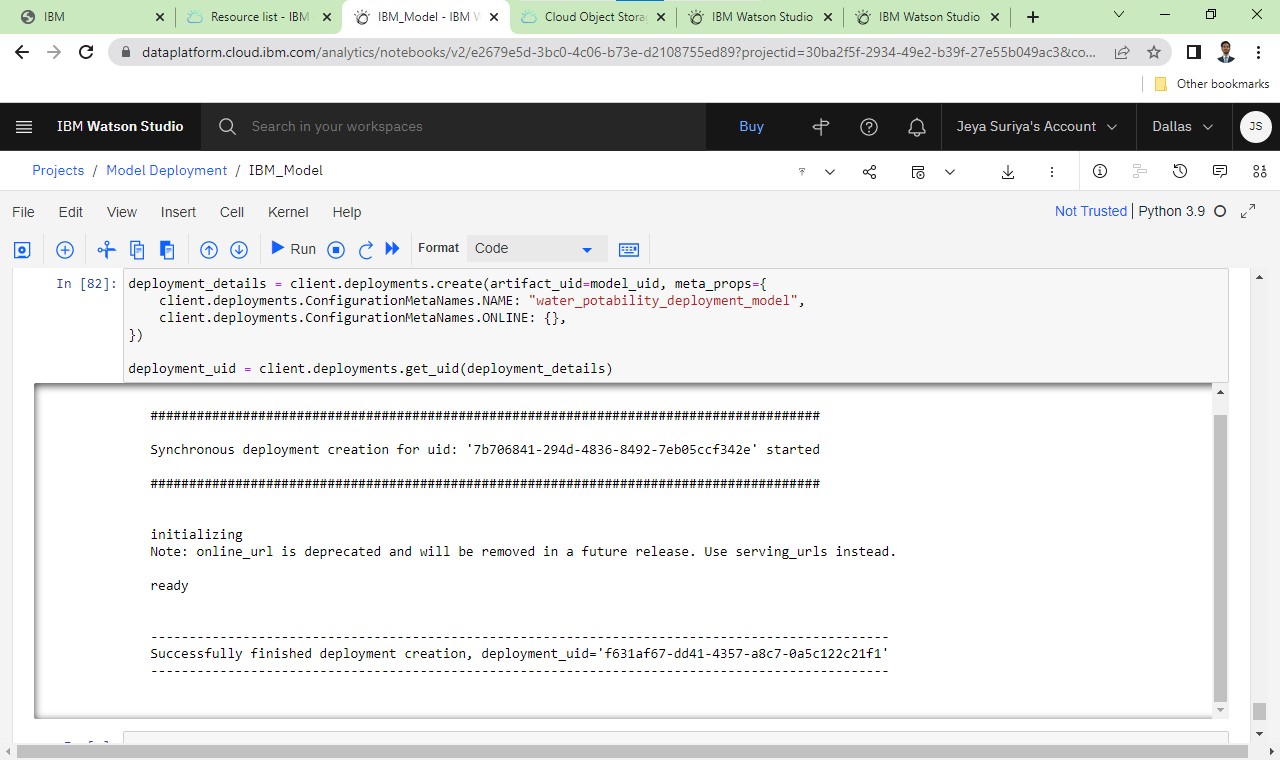 IBM
Resource list - IBM
IBM_Model - IBM W
Cloud Object Stora
IBM Watson Studio
IBM Watson Studio
dataplatform.cloud.ibm.com/analytics/notebooks/v2/e2679e5d-3bc0-4c06-b73e-d2108755ed89?projectid=30ba2f5f-2934-49e2-b39f-27e55b049ac3&co...
Other bookmarks
IBM Watson Studio
Search in your workspaces
Buy
Jeya Suriya's Account
Dallas
JS
Projects / Model Deployment / IBM_Model
File Edit View Insert Cell Kernel Help
Not Trusted | Python 3.9
Run
Format
Code
In [82]:
deployment_details = client.deployments.create(artifact_uid=model_uid, meta_props={
client.deployments.ConfigurationMetaNames.NAME: "water_potability_deployment_model",
client.deployments.ConfigurationMetaNames.ONLINE: {},
})
deployment_uid = client.deployments.get_uid(deployment_details)
#######################################################################################
Synchronous deployment creation for uid: '7b706841-294d-4836-8492-7eb05ccf342e' started
#######################################################################################
initializing
Note: online_url is deprecated and will be removed in a future release. Use serving_urls instead.
ready
------------------------------------------------------------------------------------------------
Successfully finished deployment creation, deployment_uid='f631af67-dd41-4357-a8c7-0a5c122c21f1'
------------------------------------------------------------------------------------------------